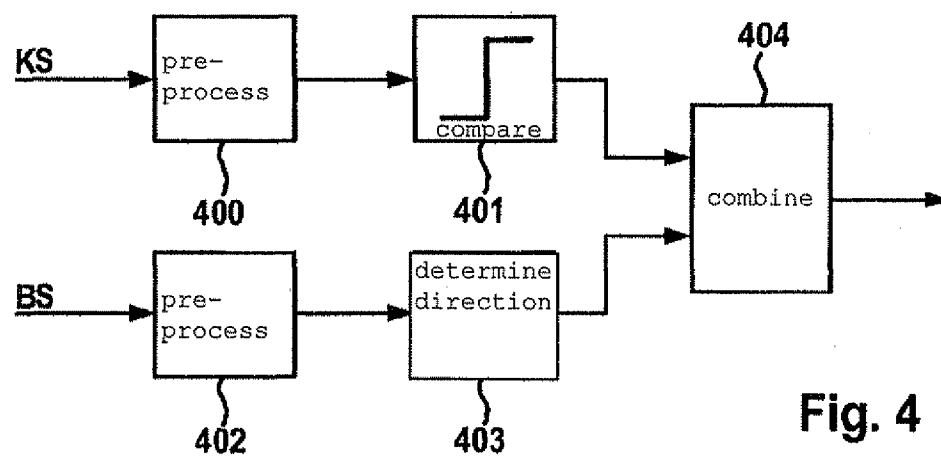 KS
pre-
process
400
compare
401
404
combine
BS
pre-
process
402
determine
direction
403
Fig. 4